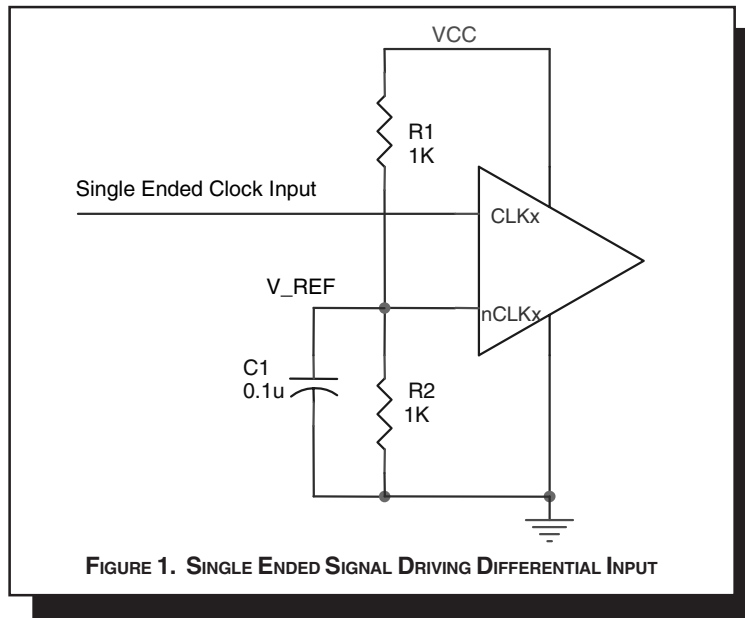 VCC
R1
1K
Single Ended Clock Input
CLKx
V_REF
nCLKx
C1
0.1u
R2
1K
FIGURE 1. SINGLE ENDED SIGNAL DRIVING DIFFERENTIAL INPUT